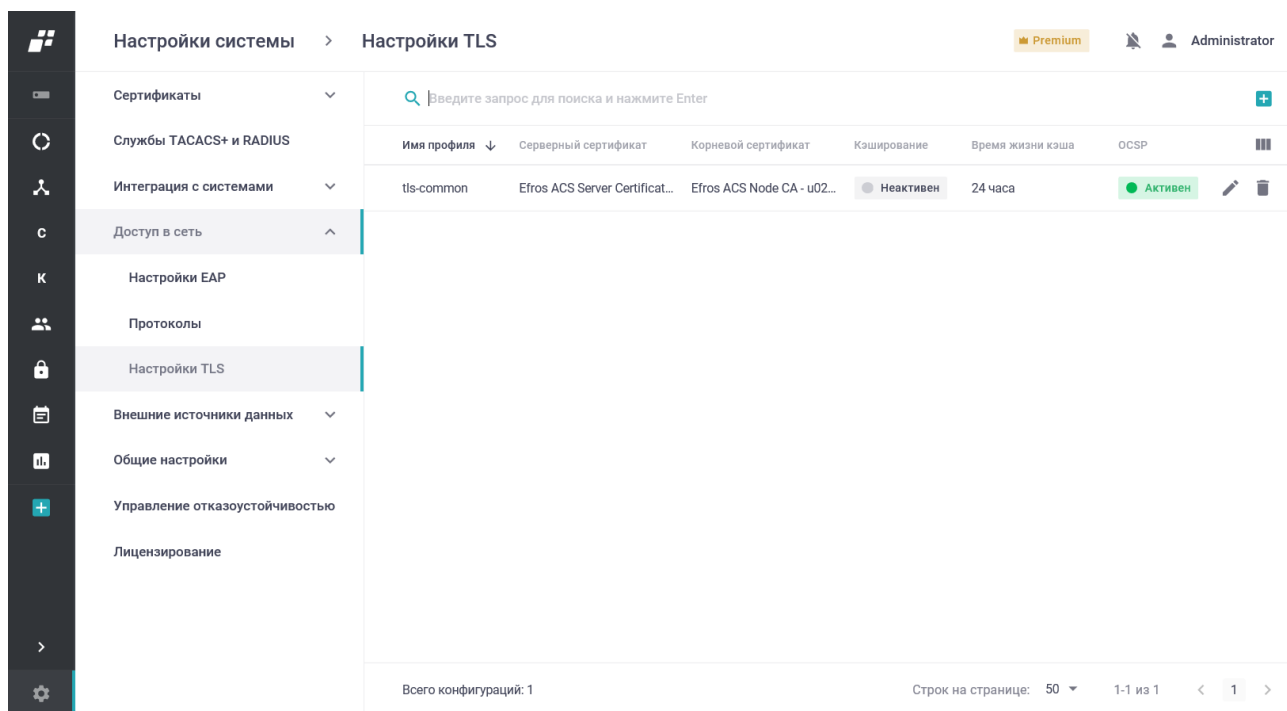 Настройки системы > Настройки TLS
Premium
Administrator
Сертификаты
Службы TACACS+ и RADIUS
Интеграция с системами
Доступ в сеть
Настройки EAP
Протоколы
Настройки TLS
Внешние источники данных
Общие настройки
Управление отказоустойчивостью
Лицензирование
С
К
Введите запрос для поиска и нажмите Enter
Имя профиля Серверный сертификат Корневой сертификат Кэширование Время жизни кэша OCSP
tls-common Efros ACS Server Certificat... Efros ACS Node CA - u02... Неактивен 24 часа Активен
Всего конфигураций: 1 Строк на странице: 50 1-1 из 1 < 1 >